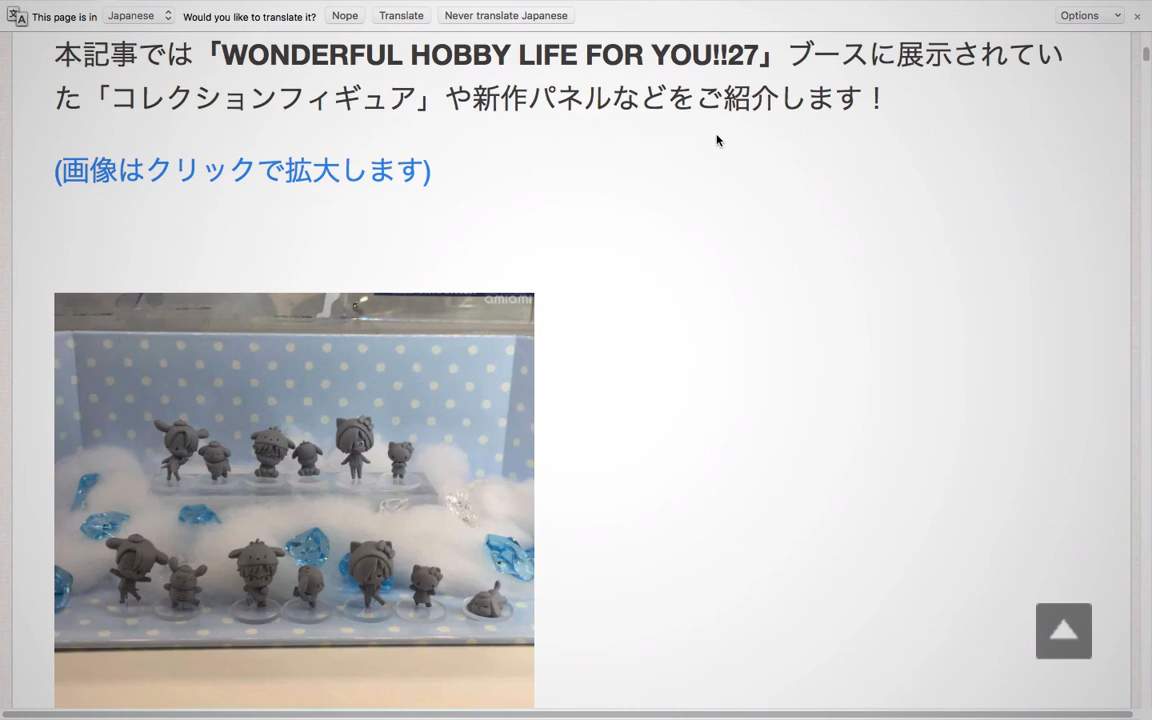 This page is in Japanese Would you like to translate it? Nope Translate Never translate Japanese Options ×
本記事では「WONDERFUL HOBBY LIFE FOR YOU!!27」ブースに展示されてい
た「コレクションフィギュア」や新作パネルなどをご紹介します！
(画像はクリックで拡大します)
amiami